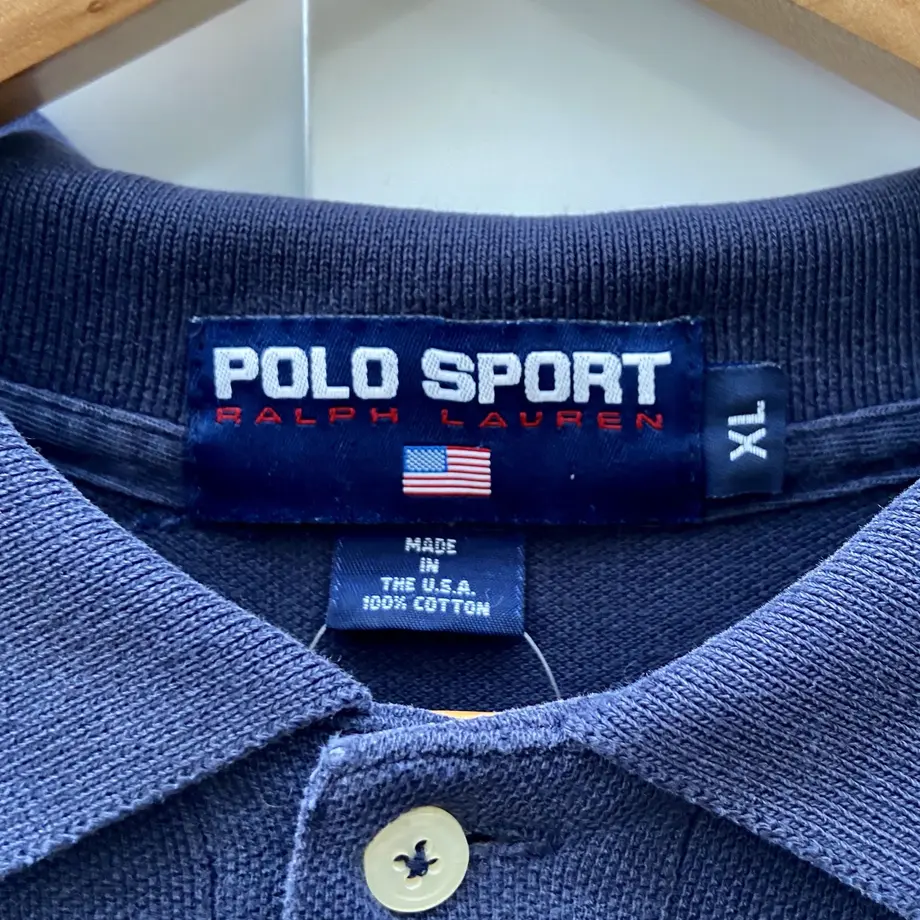 POLO SPORT
RALPH LAUREN
XL
MADE
IN
THE U.S.A.
100% COTTON